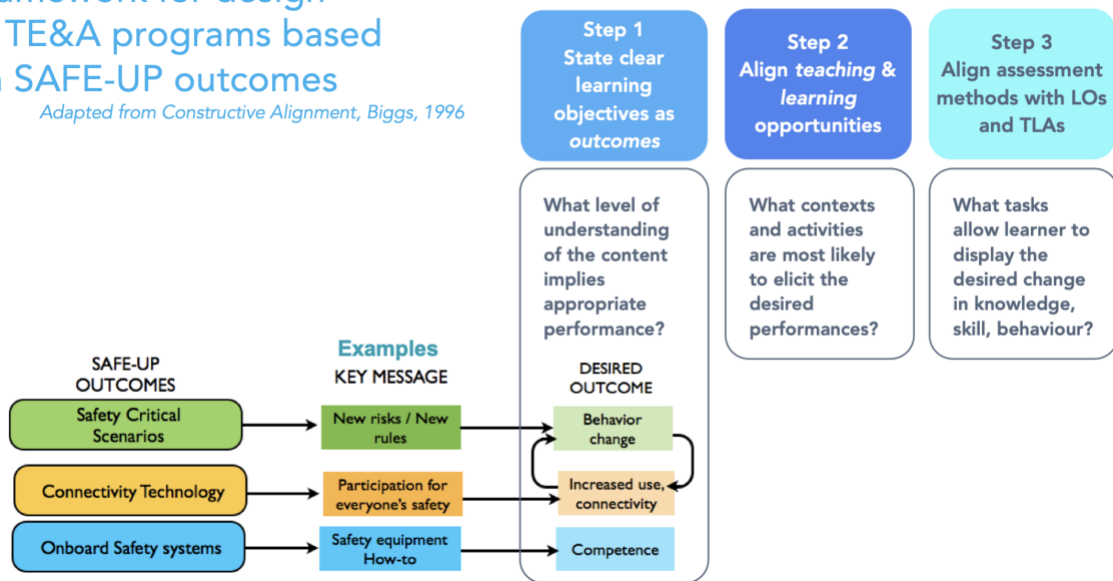 TE&A programs based
SAFE-UP outcomes
Adapted from Constructive Alignment, Biggs, 1996
Step 1
State clear
learning
objectives as
outcomes
Step 2
Align teaching &
learning
opportunities
Step 3
Align assessment
methods with LOs
and TLAs
What level of
understanding
of the content
implies
appropriate
performance?
What contexts
and activities
are most likely
to elicit the
desired
performances?
What tasks
allow learner to
display the
desired change
in knowledge,
skill, behaviour?
Examples
SAFE-UP
OUTCOMES
KEY MESSAGE
DESIRED
OUTCOME
Safety Critical
Scenarios
New risks / New
rules
Behavior
change
Connectivity Technology
Participation for
everyone's safety
Increased use,
connectivity
Onboard Safety systems
Safety equipment
How-to
Competence